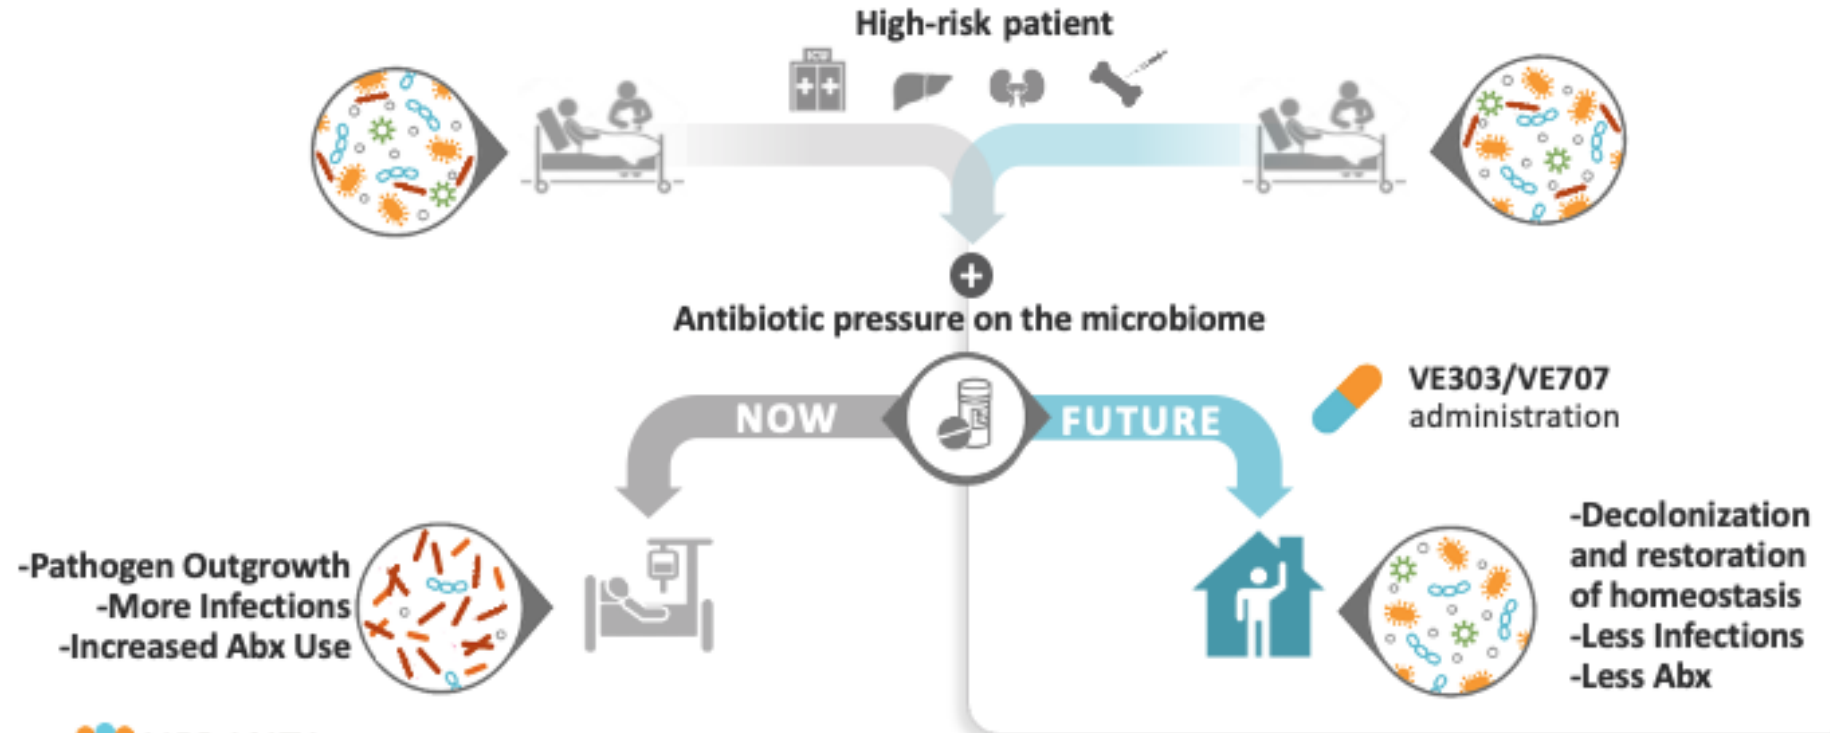 High-risk patient
ICU
Antibiotic pressure on the microbiome
NOW
FUTURE
VE303/VE707
administration
-Pathogen Outgrowth
-More Infections
-Increased Abx Use
-Decolonization
and restoration
of homeostasis
-Less Infections
-Less Abx